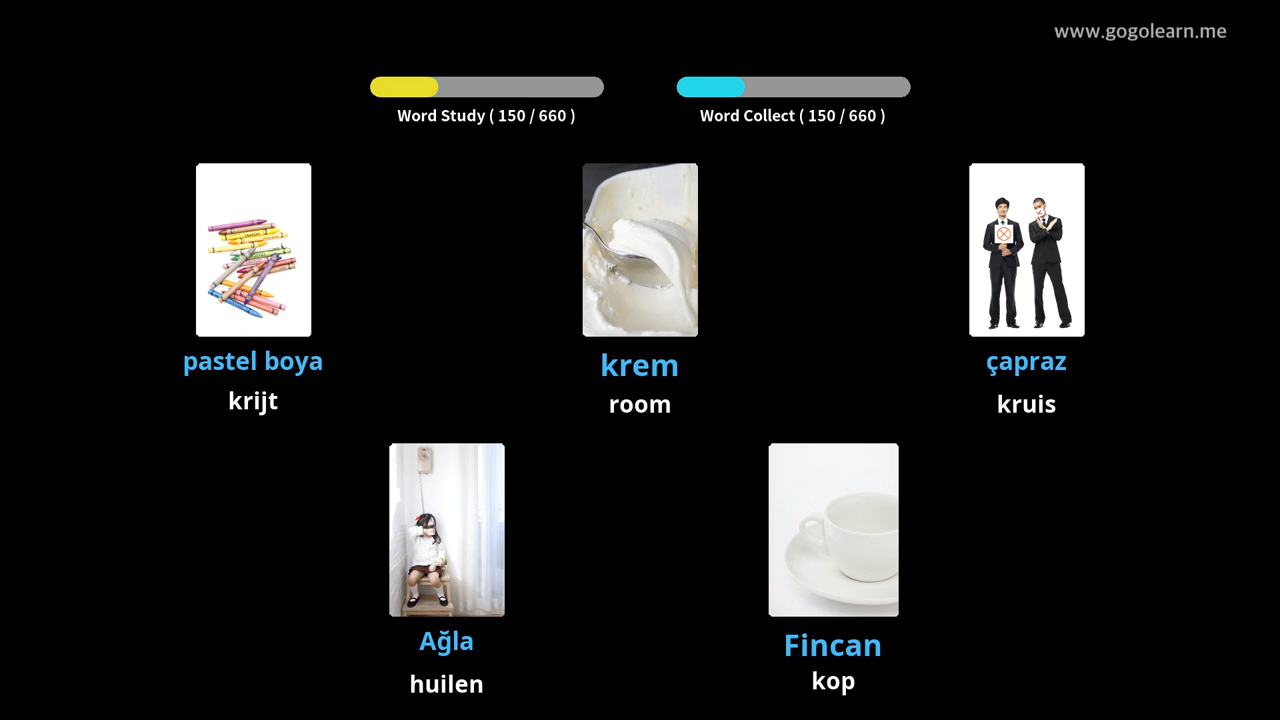 www.gogolearn.me
Word Study ( 150 / 660 )
Word Collect ( 150 / 660 )
pastel boya
krijt
krem
room
çapraz
kruis
Ağla
huilen
Fincan
kop